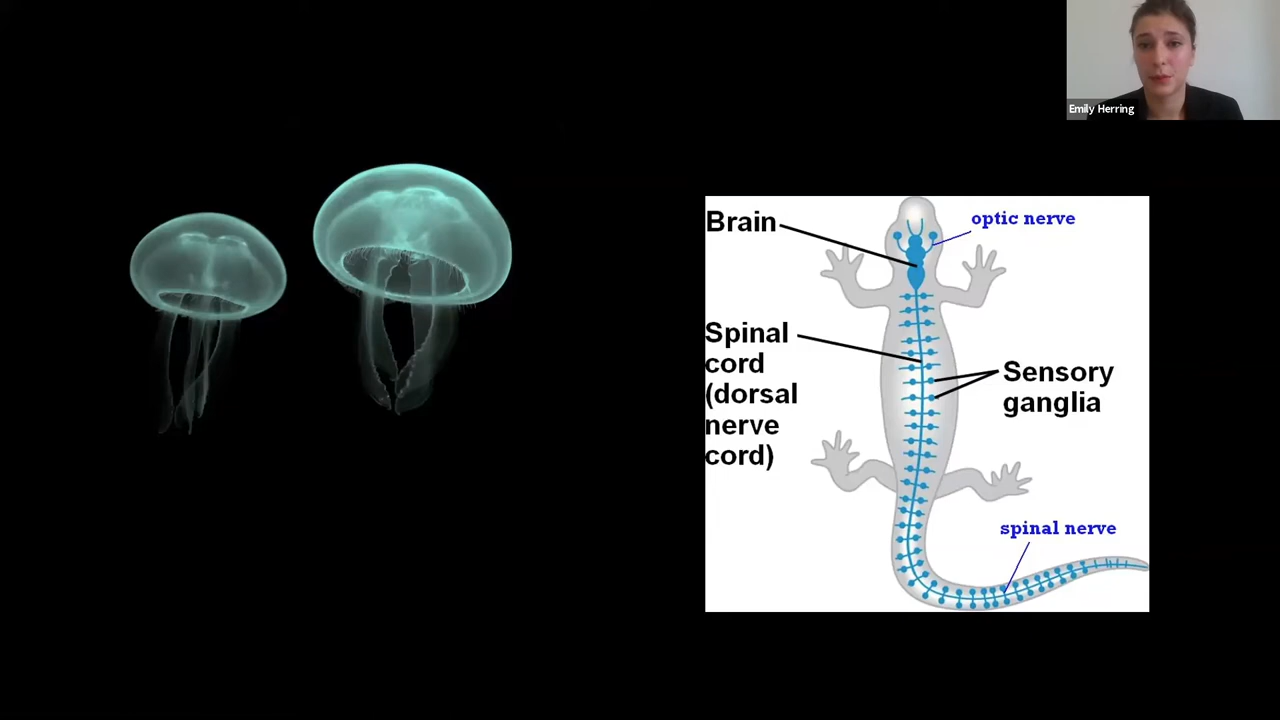 Emily Herring
Brain
optic nerve
Spinal
cord
(dorsal
nerve
cord)
Sensory
ganglia
spinal nerve